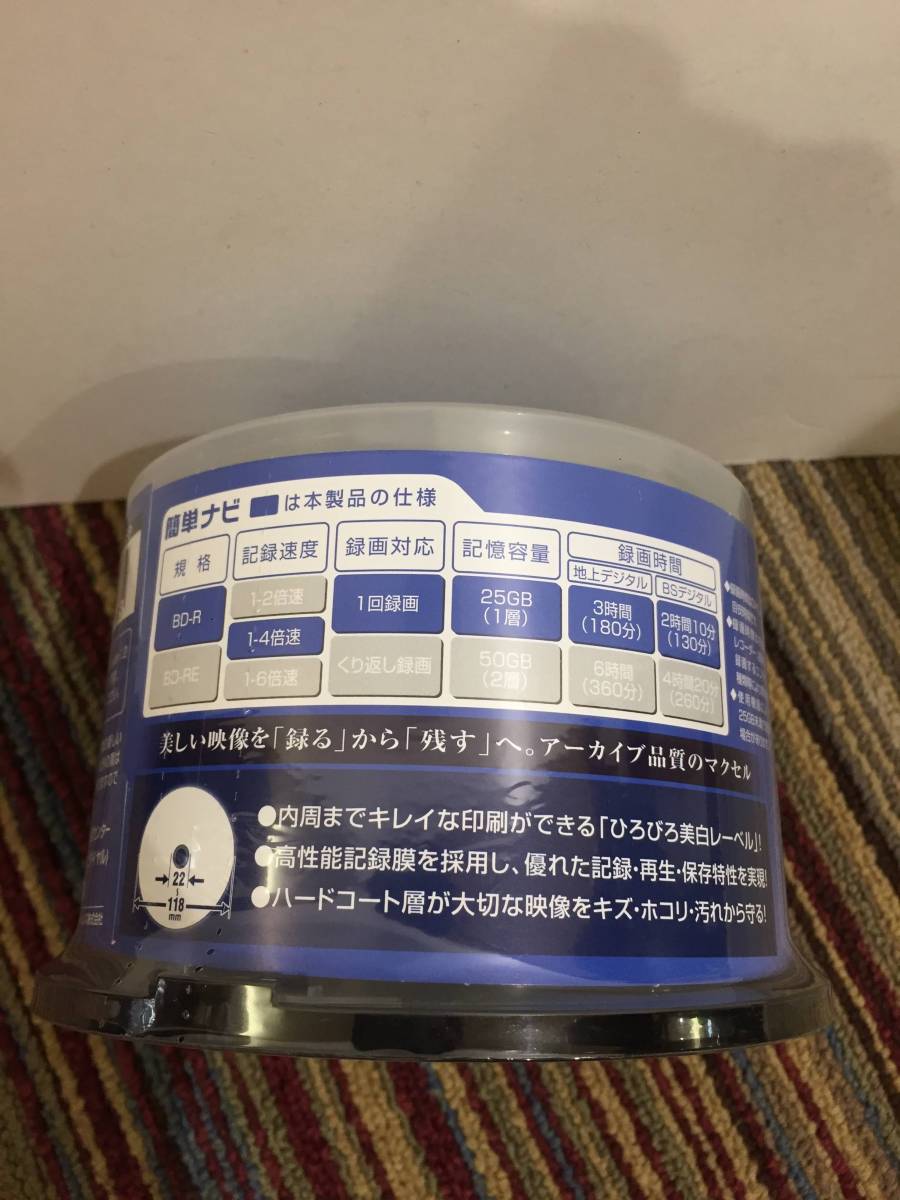 簡単ナビ ■は本製品の仕様
規格 記録速度 録画対応 記憶容量 録画時間
地上デジタル BSデジタル
BD-R 1-2倍速 1回録画 25GB(1層) 3時間(180分) 2時間10分(130分)
1-4倍速
BD-RE 1-6倍速 くり返し録画 50GB(2層) 6時間(360分) 4時間20分(260分)
美しい映像を「録る」から「残す」へ。アーカイブ品質のマクセル
●内周までキレイな印刷ができる「ひろびろ美白レーベル」!
●高性能記録膜を採用し、優れた記録・再生・保存特性を実現!
●ハードコート層が大切な映像をキズ・ホコリ・汚れから守る!
22
~
118
mm